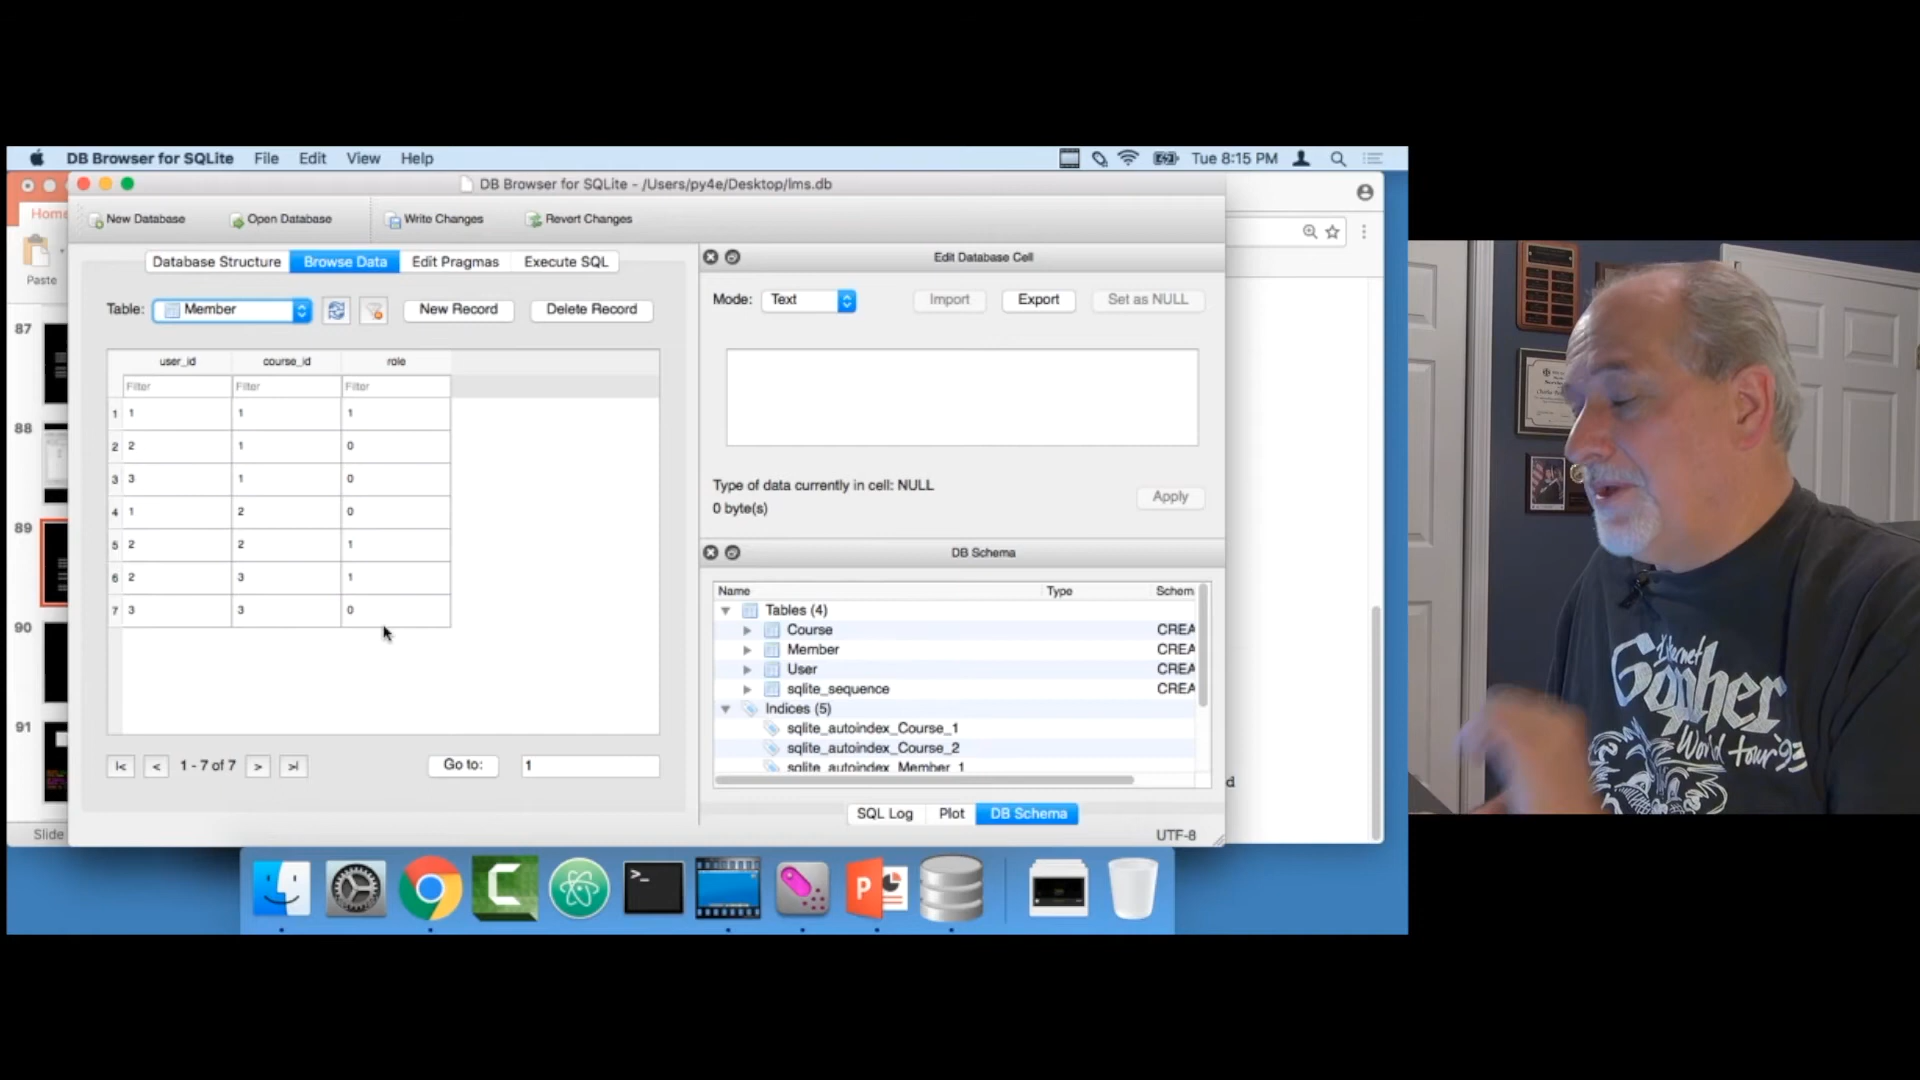 DB Browser for SQLite File Edit View Help Tue 8:15 PM
DB Browser for SQLite - /Users/py4e/Desktop/lms.db
Home
New Database Open Database Write Changes Revert Changes
Paste
Database Structure Browse Data Edit Pragmas Execute SQL
Table: Member New Record Delete Record
user_id course_id role
Filter Filter Filter
1 1 1 1
2 2 1 0
3 3 1 0
4 1 2 0
5 2 2 1
6 2 3 1
7 3 3 0
1 - 7 of 7 Go to: 1
87
88
89
90
91
Slide
Edit Database Cell
Mode: Text Import Export Set as NULL
Type of data currently in cell: NULL
0 byte(s)
Apply
DB Schema
Name Type Schem
Tables (4)
Course CREA
Member CREA
User CREA
sqlite_sequence CREA
Indices (5)
sqlite_autoindex_Course_1
sqlite_autoindex_Course_2
sqlite_autoindex_Member_1
SQL Log Plot DB Schema
UTF-8
d
Internet
Gopher
World Tour '93